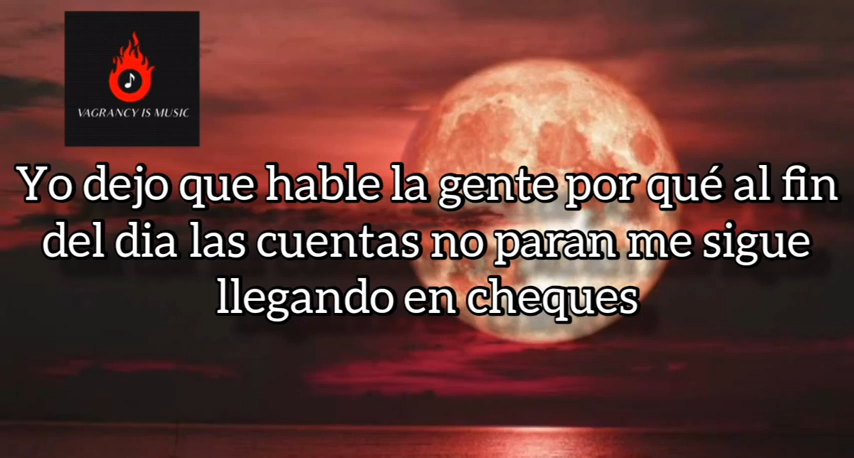 VAGRANCY IS MUSIC
Yo dejo que hable la gente por qué al fin
del dia las cuentas no paran me sigue
llegando en cheques